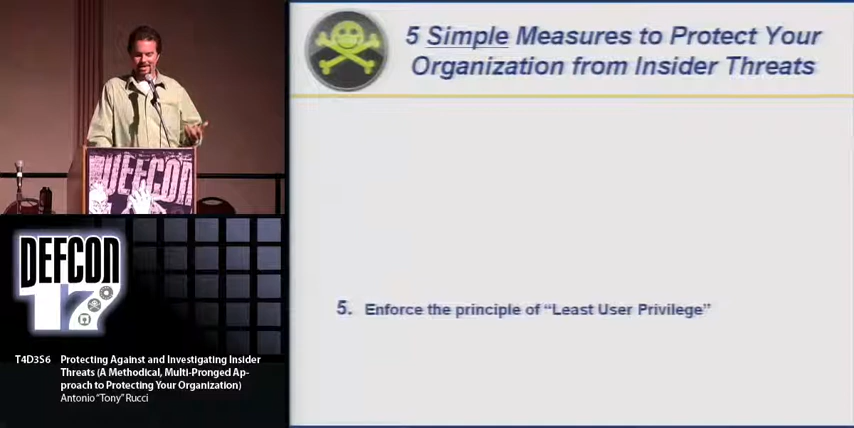 5 Simple Measures to Protect Your
Organization from Insider Threats
5. Enforce the principle of “Least User Privilege”
DEFCON
DEFCON
17
T4D3S6 Protecting Against and Investigating Insider
Threats (A Methodical, Multi-Pronged Ap-
proach to Protecting Your Organization)
Antonio “Tony” Rucci